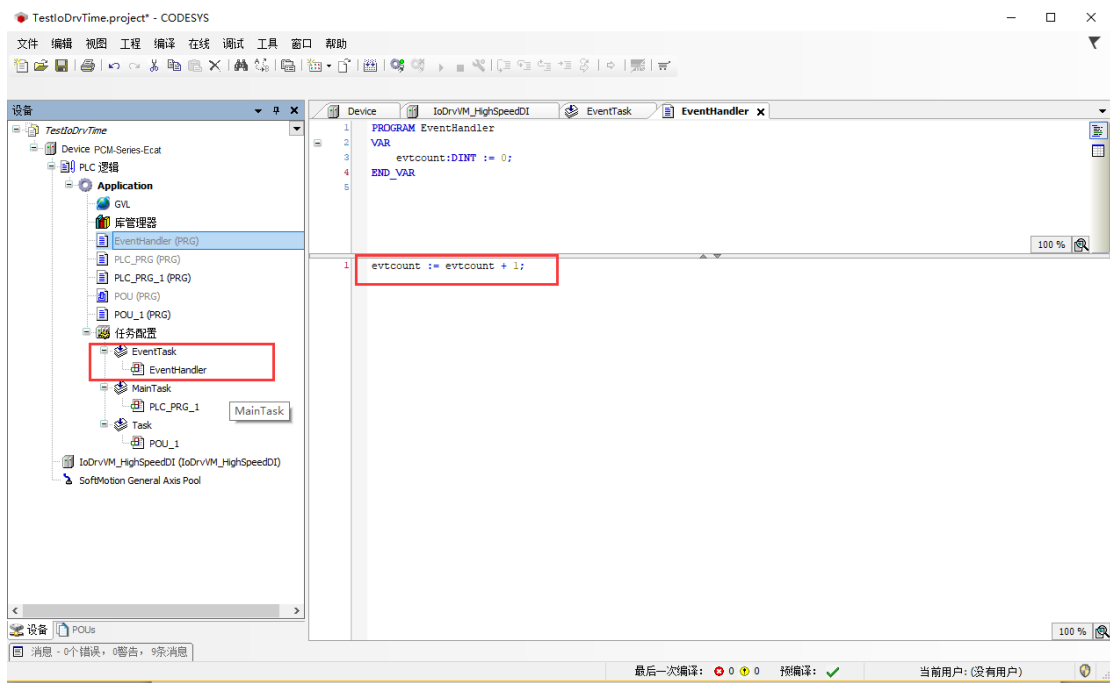 TestIoDrvTime.project* - CODESYS
文件 编辑 视图 工程 编译 在线 调试 工具 窗口 帮助
设备
TestIoDrvTime
Device PCM-Series-Ecat
PLC 逻辑
Application
GVL
库管理器
EventHandler (PRG)
PLC_PRG (PRG)
PLC_PRG_1 (PRG)
POU (PRG)
POU_1 (PRG)
任务配置
EventTask
EventHandler
MainTask
PLC_PRG_1
MainTask
Task
POU_1
IoDrvVM_HighSpeedDI (IoDrvVM_HighSpeedDI)
SoftMotion General Axis Pool
设备 POUs
Device IoDrvVM_HighSpeedDI EventTask EventHandler
1 PROGRAM EventHandler
2 VAR
3 evtcount:DINT := 0;
4 END_VAR
5
100 %
1 evtcount := evtcount + 1;
100 %
消息 - 0个错误，0警告，9条消息
最后一次编译： 0 0 预编译： 当前用户：(没有用户)